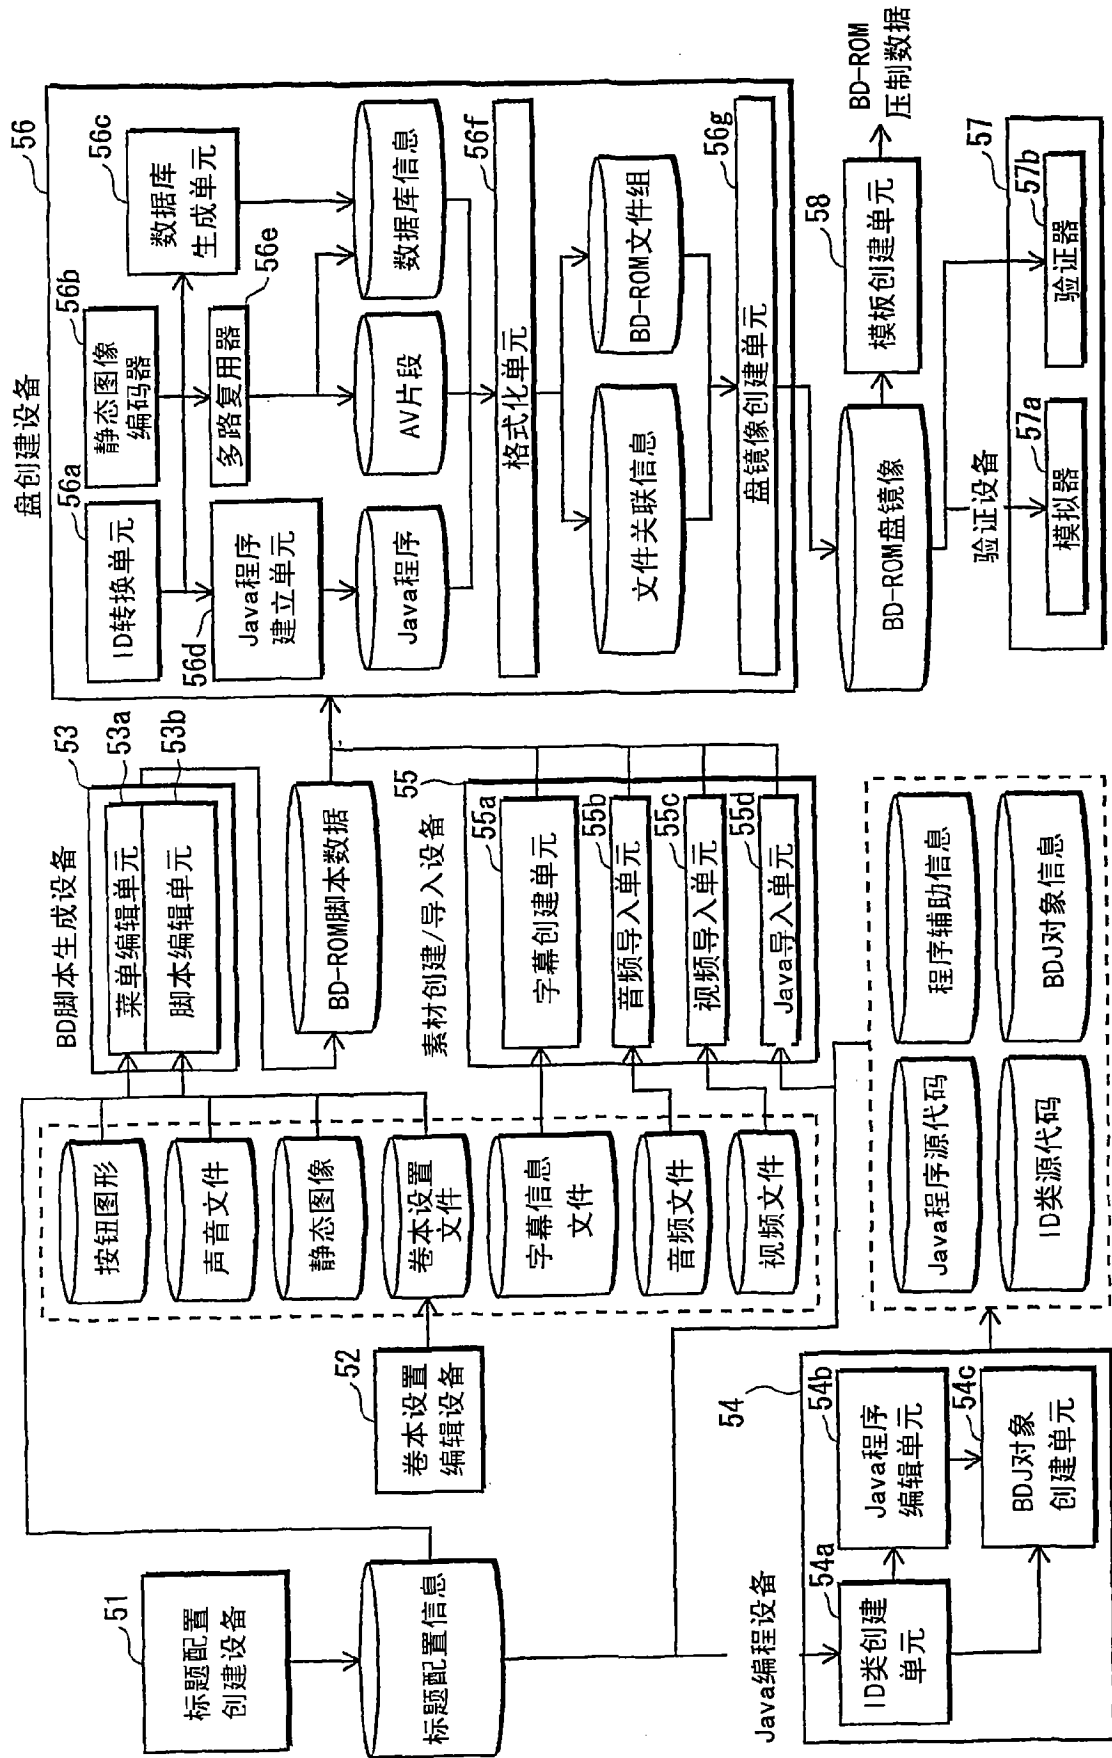 51
标题配置
创建设备
标题配置信息
52
卷本设置
编辑设备
按钮图形
声音文件
静态图像
卷本设置
文件
字幕信息
文件
音频文件
视频文件
BD脚本生成设备
53
53a
菜单编辑单元
53b
脚本编辑单元
BD-ROM脚本数据
素材创建/导入设备
55
55a
字幕创建单元
55b
音频导入单元
55c
视频导入单元
55d
Java导入单元
Java编程设备
54
54a
ID类创建
单元
54b
Java程序
编辑单元
54c
BDJ对象
创建单元
Java程序源代码
程序辅助信息
ID类源代码
BDJ对象信息
盘创建设备
56
56a
ID转换单元
56b
静态图像
编码器
56c
数据库
生成单元
56d
Java程序
建立单元
56e
多路复用器
Java程序
AV片段
数据库信息
56f
格式化单元
文件关联信息
BD-ROM文件组
56g
盘镜像创建单元
BD-ROM盘镜像
58
模板创建单元
BD-ROM
压制数据
验证设备
57
57a
模拟器
57b
验证器